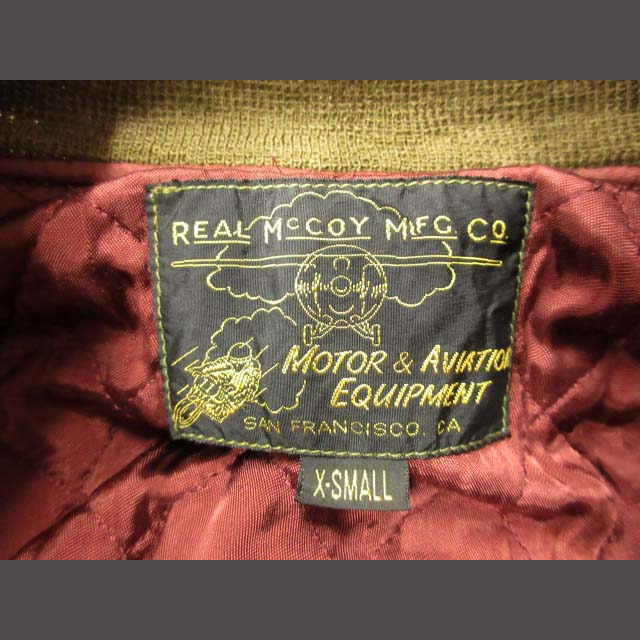 REAL McCOY MFG. CO.
MOTOR & AVIATION
EQUIPMENT
SAN FRANCISCO, CA
X-SMALL